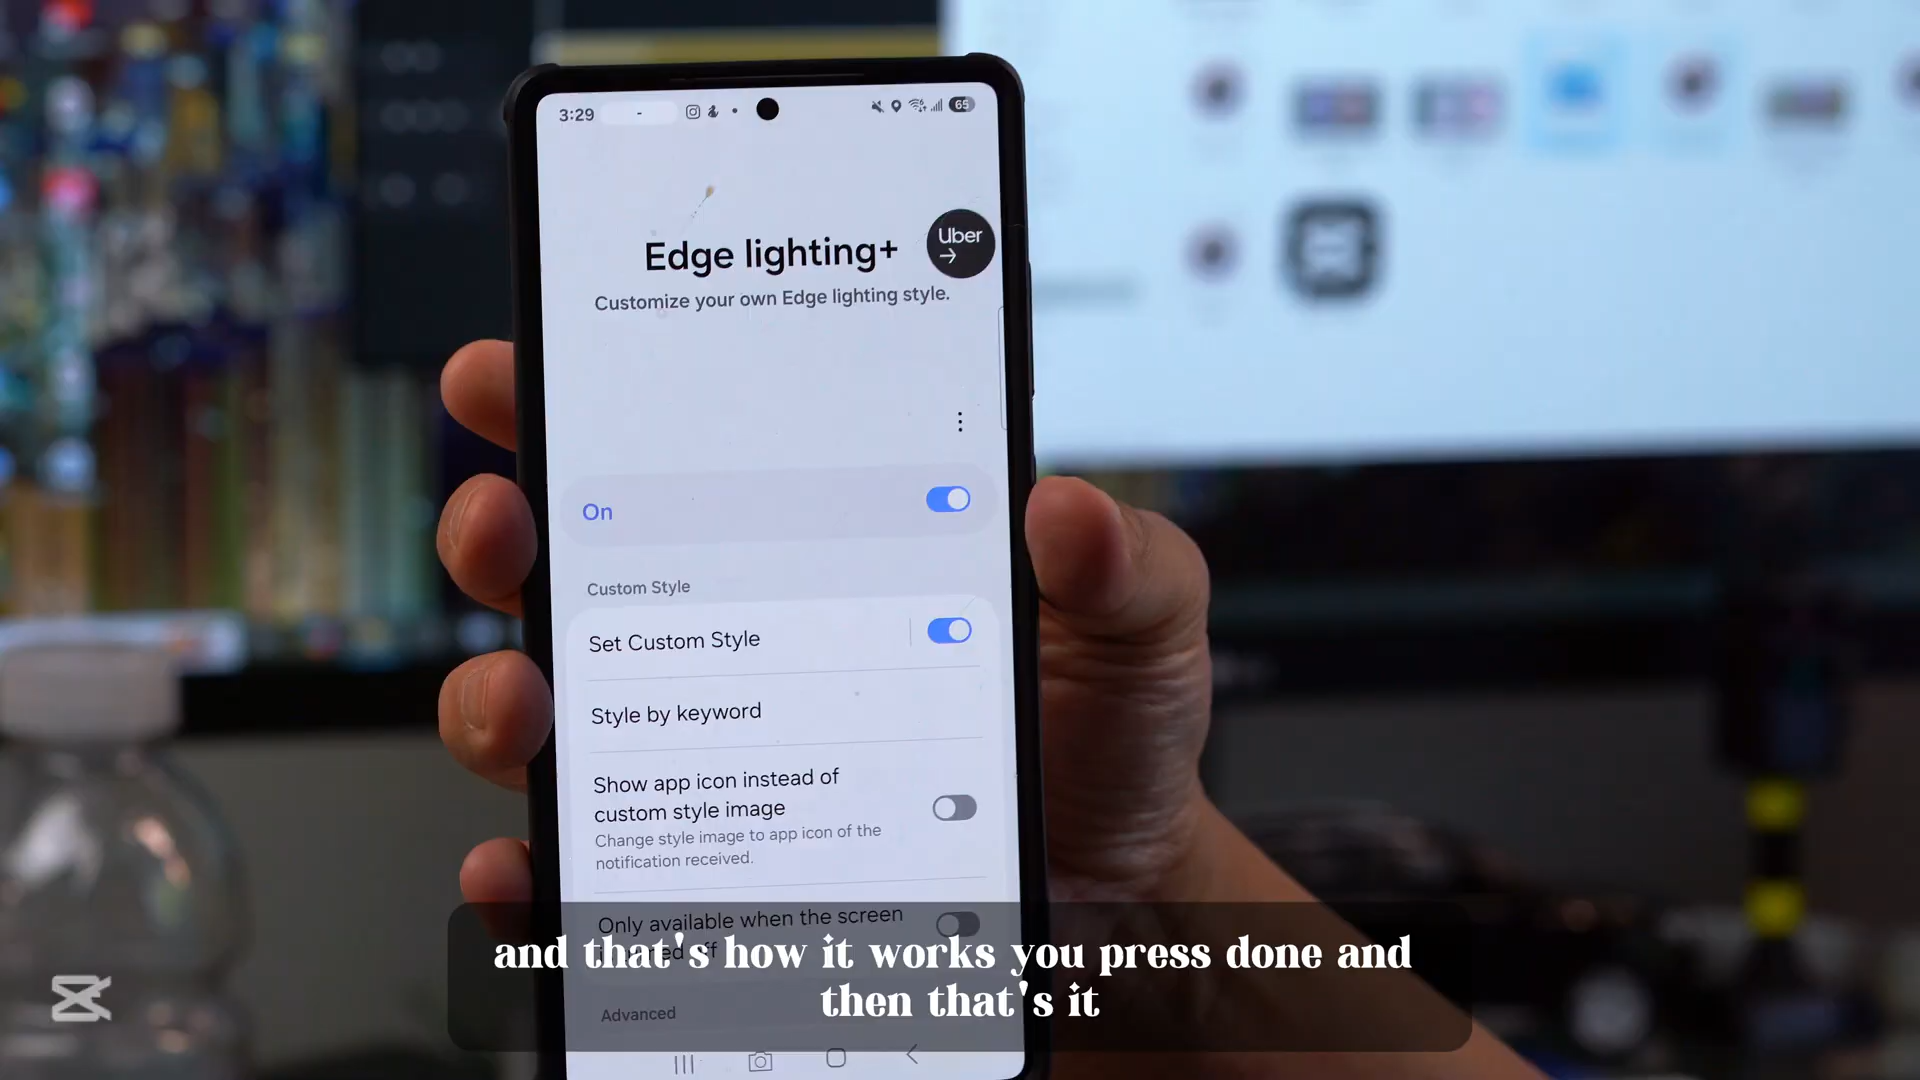 3:29
65
Uber
Edge lighting+
Customize your own Edge lighting style.
On
Custom Style
Set Custom Style
Style by keyword
Show app icon instead of
custom style image
Change style image to app icon of the
notification received.
Only available when the screen
and that's how it works you press done and
then that's it
Advanced